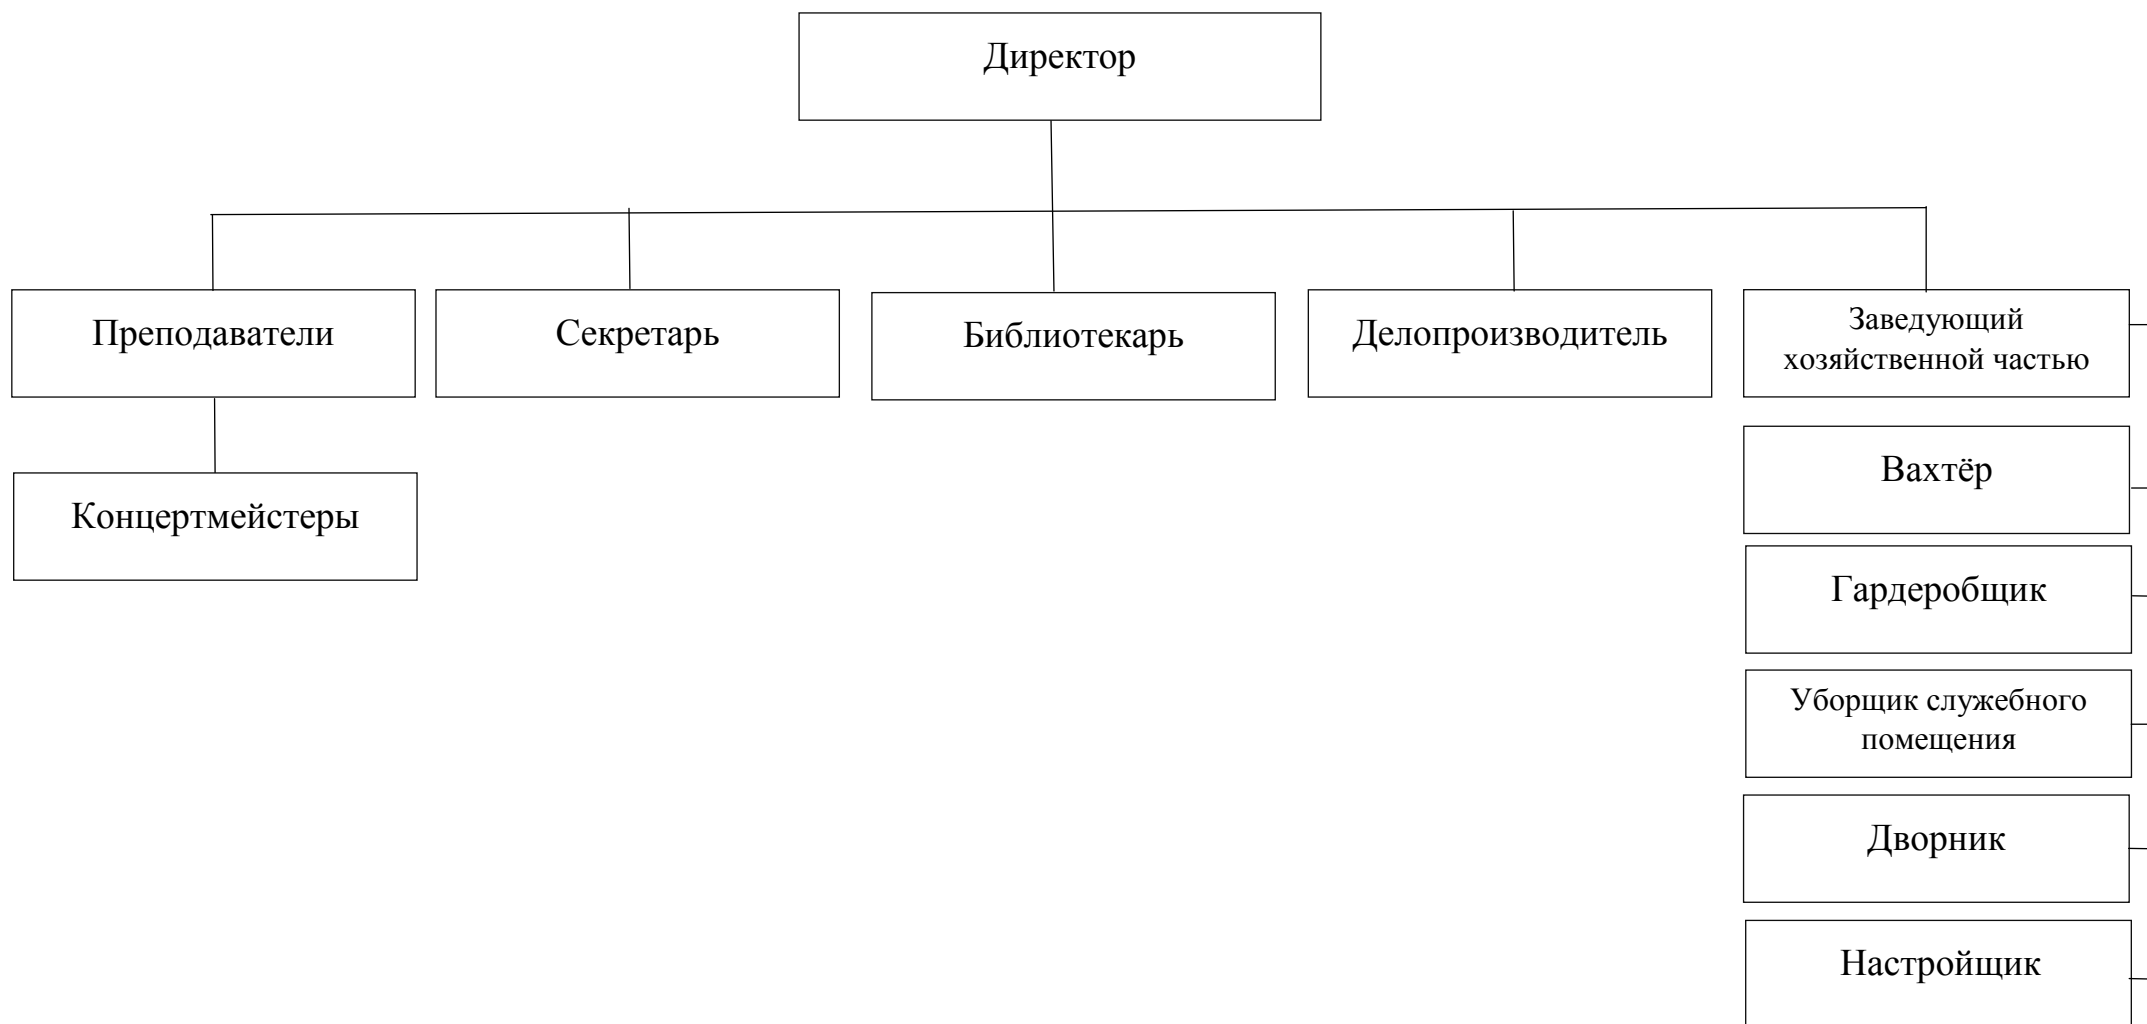 Директор
Преподаватели
Секретарь
Библиотекарь
Делопроизводитель
Заведующий
хозяйственной частью
Концертмейстеры
Вахтёр
Гардеробщик
Уборщик служебного
помещения
Дворник
Настройщик